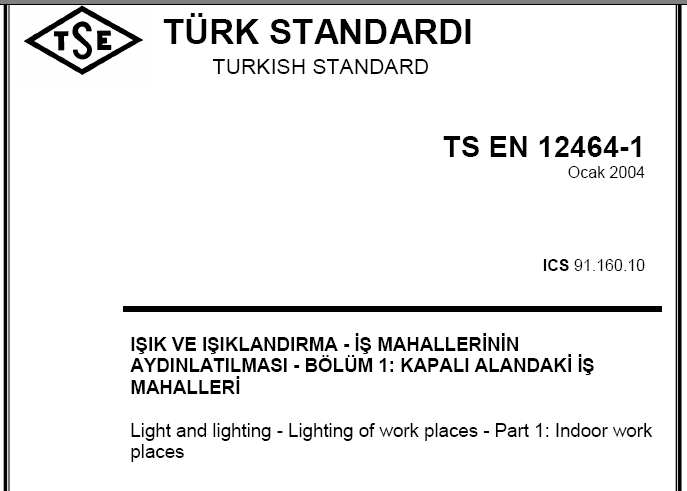 TSE
TÜRK STANDARDI
TURKISH STANDARD
TS EN 12464-1
Ocak 2004
ICS 91.160.10
IŞIK VE IŞIKLANDIRMA - İŞ MAHALLERİNİN
AYDINLATILMASI - BÖLÜM 1: KAPALI ALANDAKİ İŞ
MAHALLERİ
Light and lighting - Lighting of work places - Part 1: Indoor work
places